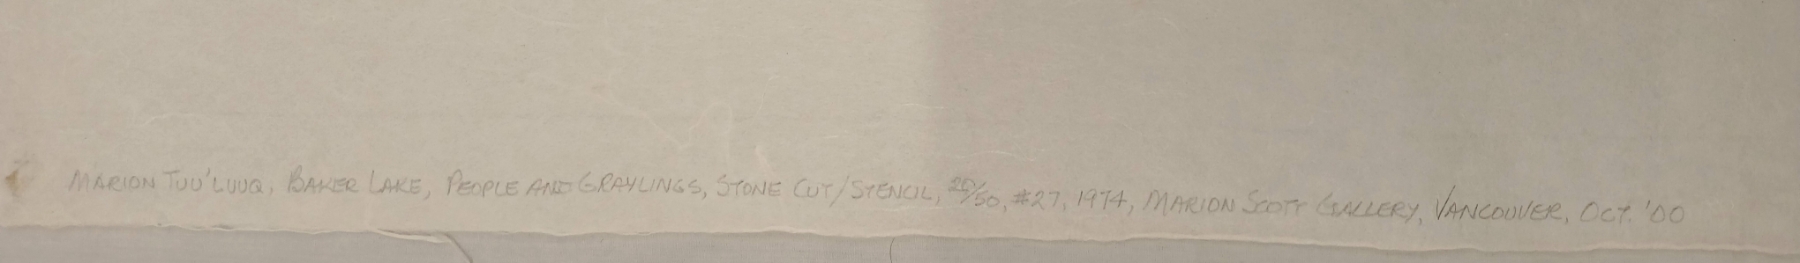 MARION TUU'LUUQ, BAKER LAKE, PEOPLE AND GRAYLINGS, STONE CUT/STENCIL, 25/50, #27, 1974, MARION SCOTT GALLERY, VANCOUVER, OCT. '00